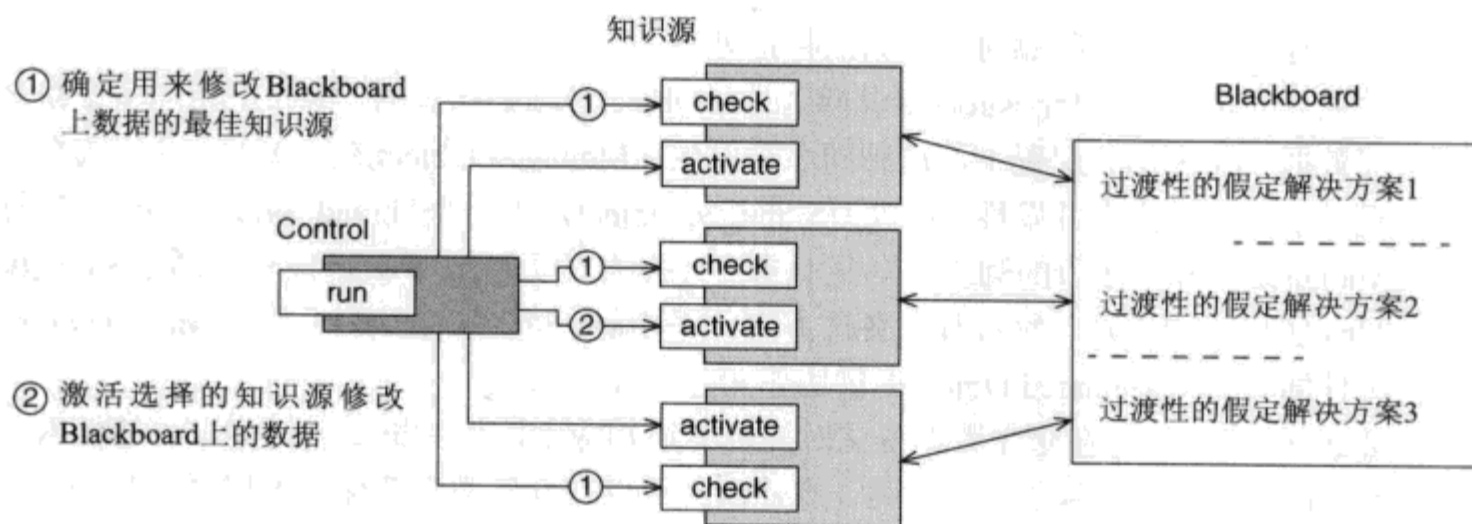 知识源
① 确定用来修改Blackboard
上数据的最佳知识源
① check
activate
Blackboard
过渡性的假定解决方案1
Control
run
① check
② activate
过渡性的假定解决方案2
② 激活选择的知识源修改
Blackboard上的数据
activate
① check
过渡性的假定解决方案3